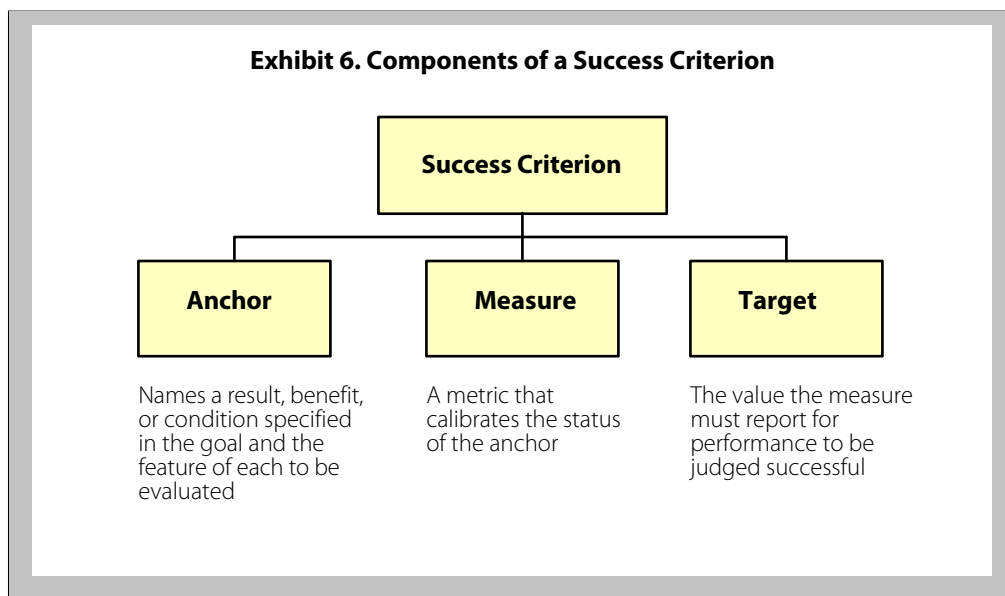 Exhibit 6. Components of a Success Criterion
Success Criterion
Anchor
Measure
Target
Names a result, benefit,
or condition specified
in the goal and the
feature of each to be
evaluated
A metric that
calibrates the status
of the anchor
The value the measure
must report for
performance to be
judged successful